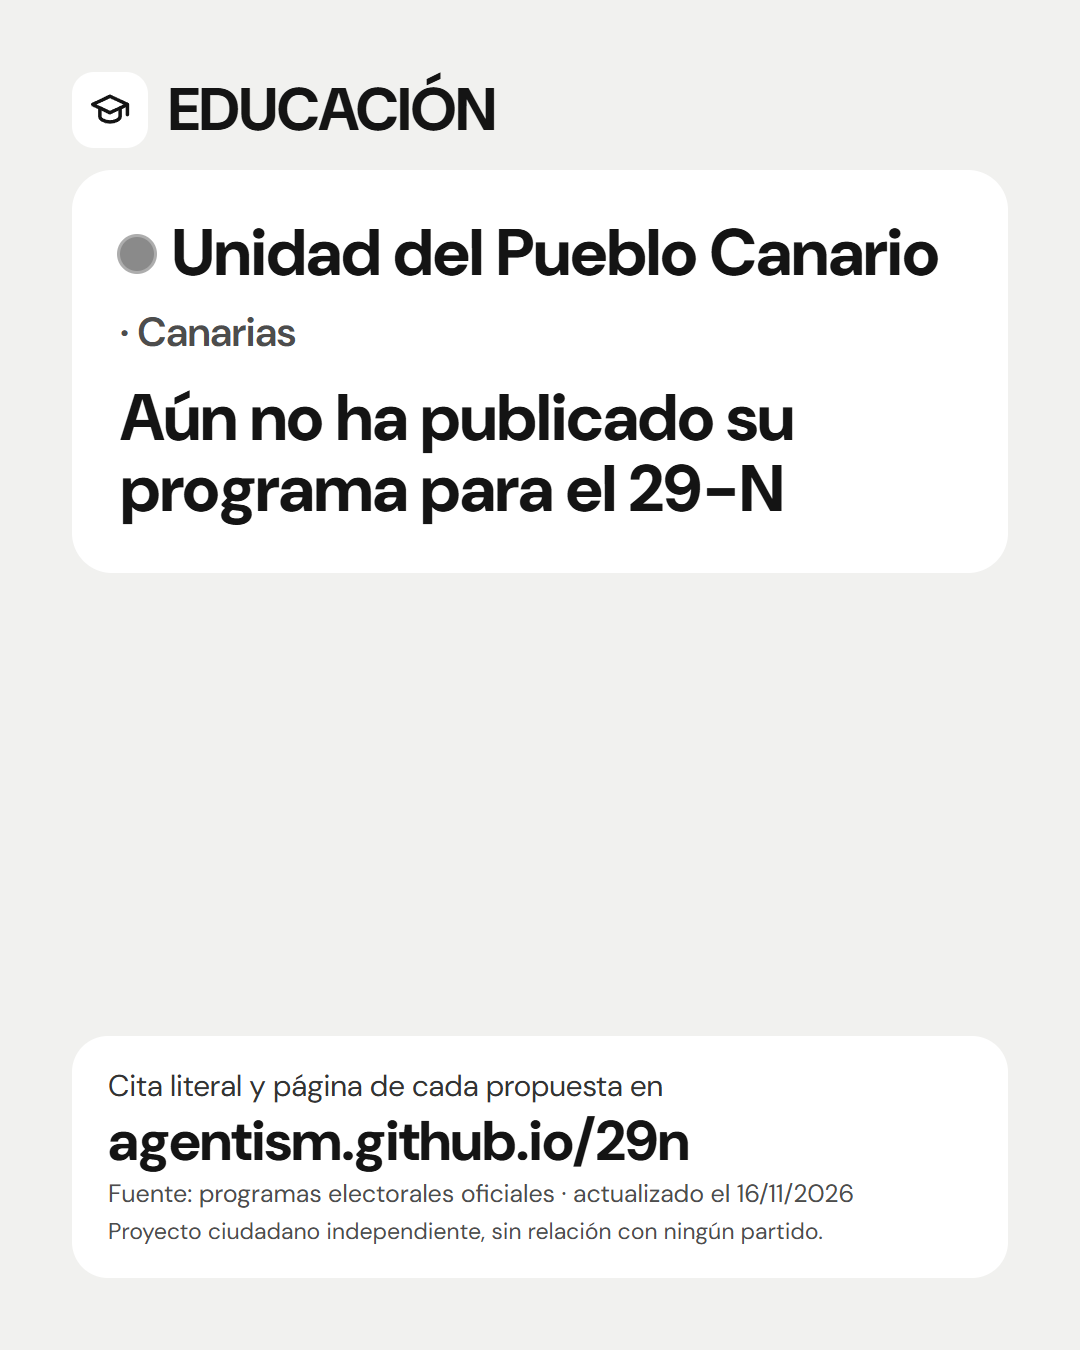 EDUCACIÓN
Unidad del Pueblo Canario
· Canarias
Aún no ha publicado su
programa para el 29-N
Cita literal y página de cada propuesta en
agentism.github.io/29n
Fuente: programas electorales oficiales · actualizado el 16/11/2026
Proyecto ciudadano independiente, sin relación con ningún partido.